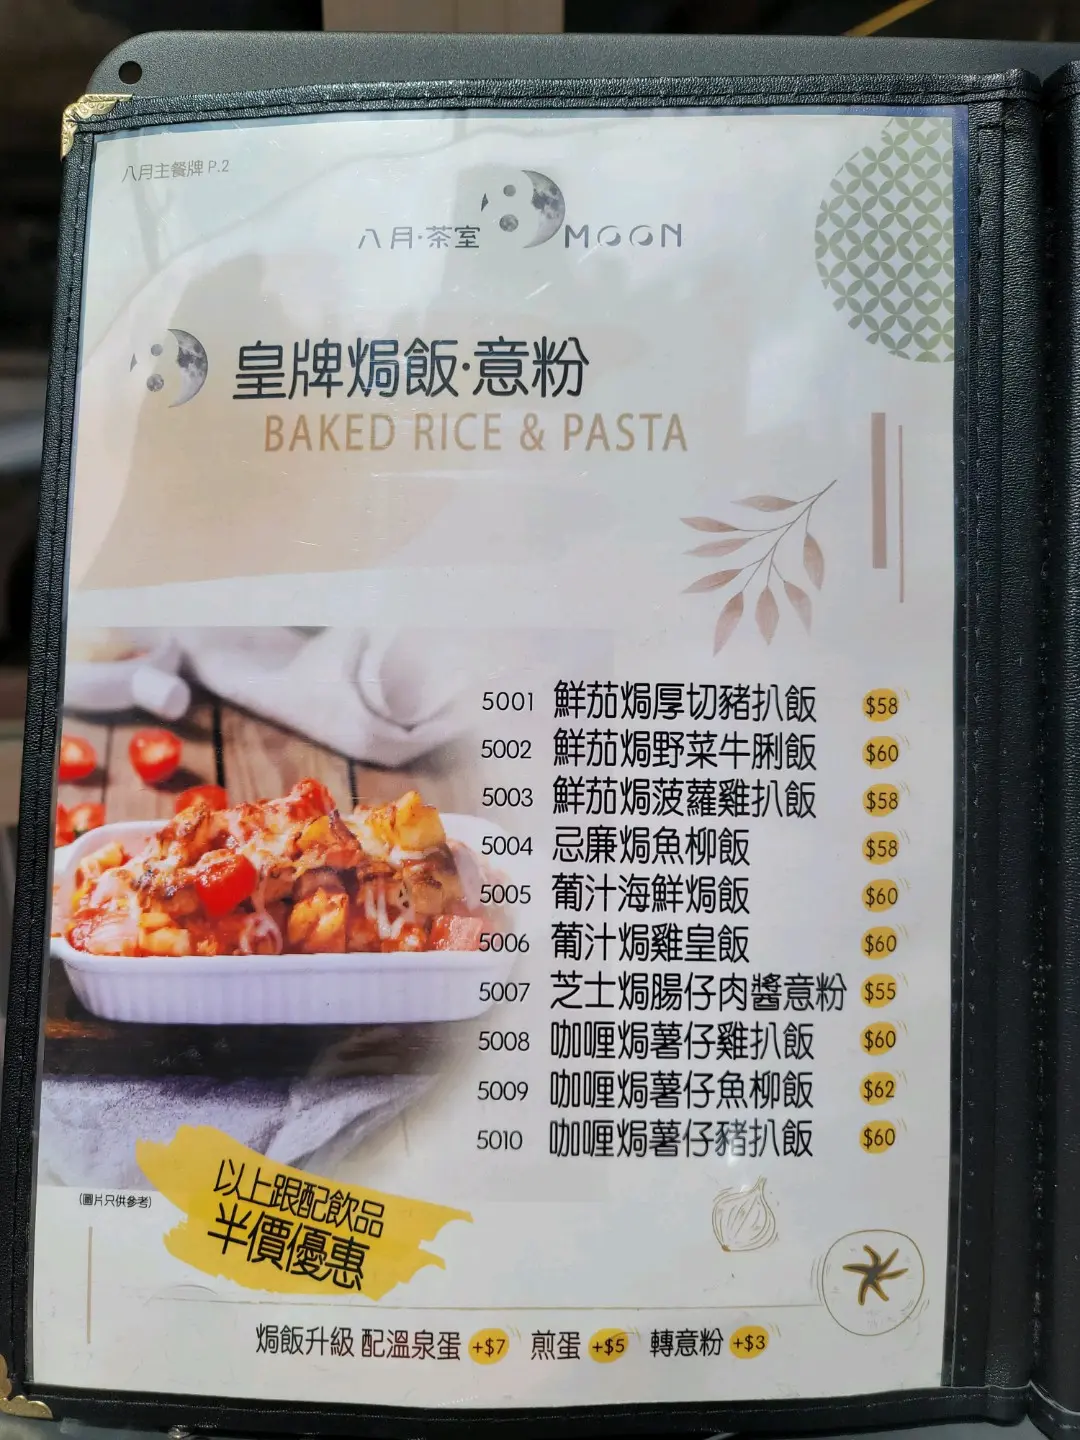 八月主餐牌 P.2
八月·茶室 MOON
皇牌焗飯·意粉
BAKED RICE & PASTA
5001 鮮茄焗厚切豬扒飯 $58
5002 鮮茄焗野菜牛脷飯 $60
5003 鮮茄焗菠蘿雞扒飯 $58
5004 忌廉焗魚柳飯 $58
5005 葡汁海鮮焗飯 $60
5006 葡汁焗雞皇飯 $60
5007 芝士焗腸仔肉醬意粉 $55
5008 咖喱焗薯仔雞扒飯 $60
5009 咖喱焗薯仔魚柳飯 $62
5010 咖喱焗薯仔豬扒飯 $60
(圖片只供參考)
以上跟配飲品
半價優惠
焗飯升級 配溫泉蛋 +$7 煎蛋 +$5 轉意粉 +$3